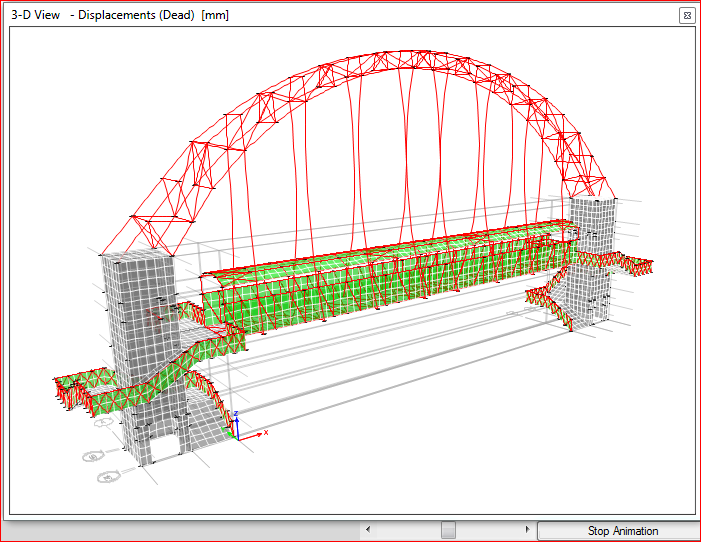 3-D View - Displacements (Dead) [mm]
Z
X
Stop Animation